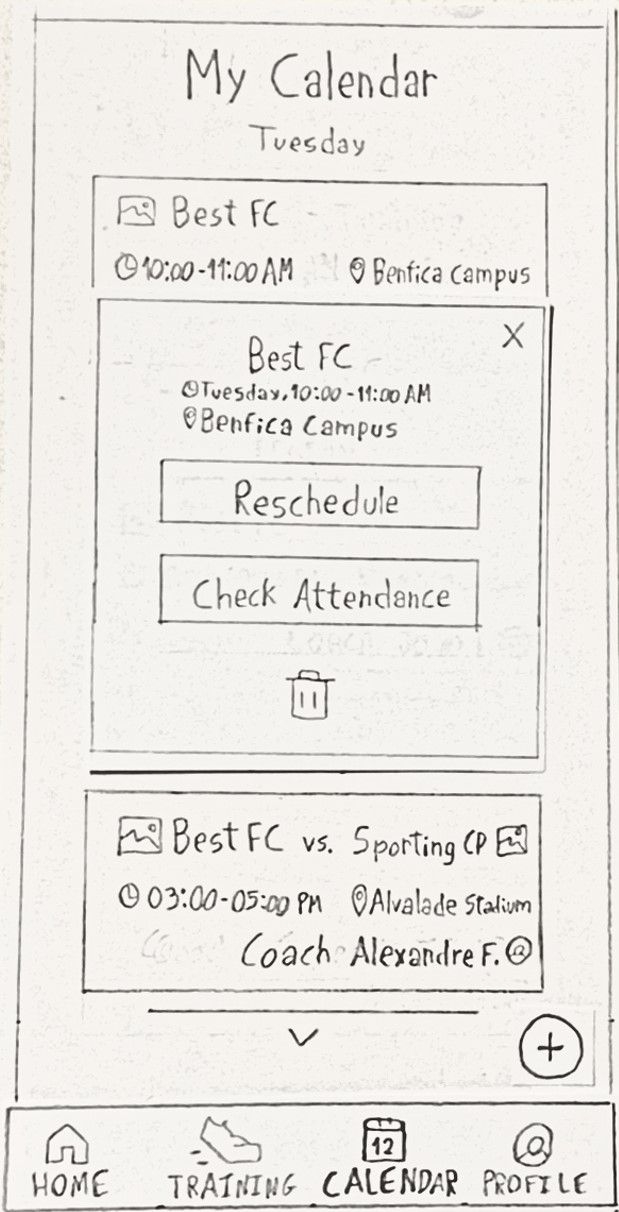 My Calendar
Tuesday
Best FC
10:00-11:00 AM Benfica Campus
X
Best FC
Tuesday, 10:00-11:00 AM
Benfica Campus
Reschedule
Check Attendance
Best FC vs. Sporting CP
03:00-05:00 PM Alvalade Stadium
Coach Alexandre F.
+
12
HOME TRAINING CALENDAR PROFILE